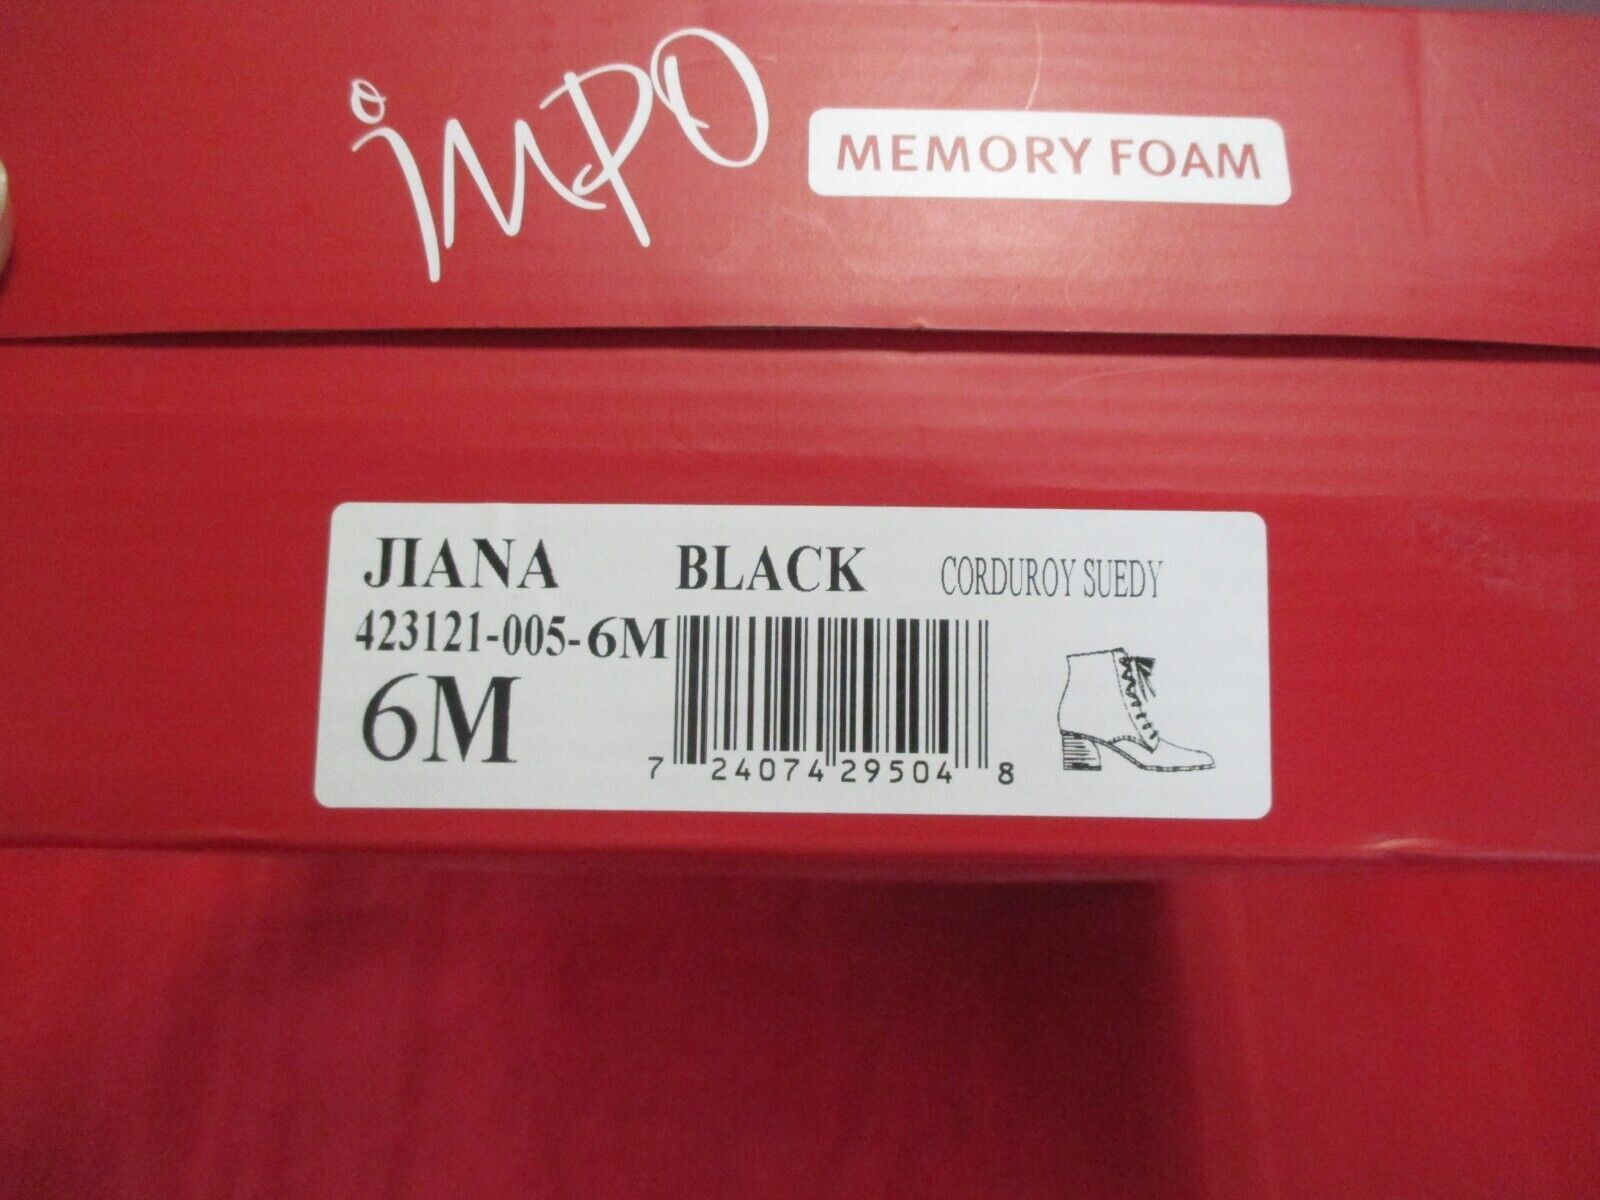 iMPO MEMORY FOAM
JIANA BLACK CORDUROY SUEDY
423121-005-6M
6M
7 24074 29504 8